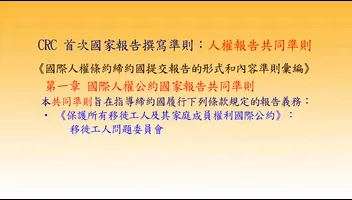 CRC 首次國家報告撰寫準則：人權報告共同準則
《國際人權條約締約國提交報告的形式和內容準則彙編》
第一章 國際人權公約國家報告共同準則
本共同準則旨在指導締約國履行下列條款規定的報告義務：
• 《保護所有移徙工人及其家庭成員權利國際公約》：
移徙工人問題委員會